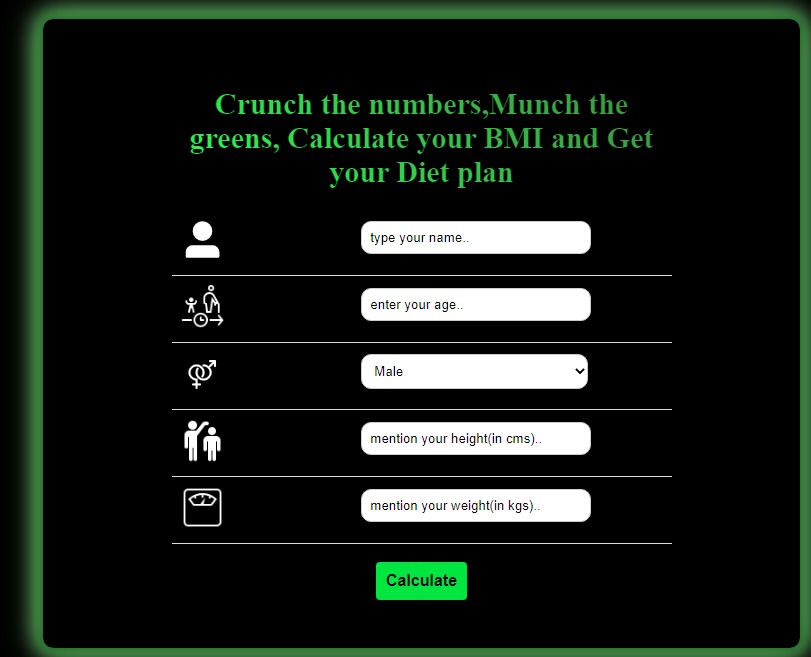 Crunch the numbers,Munch the
greens, Calculate your BMI and Get
your Diet plan
type your name..
enter your age..
Male
mention your height(in cms)..
mention your weight(in kgs)..
Calculate